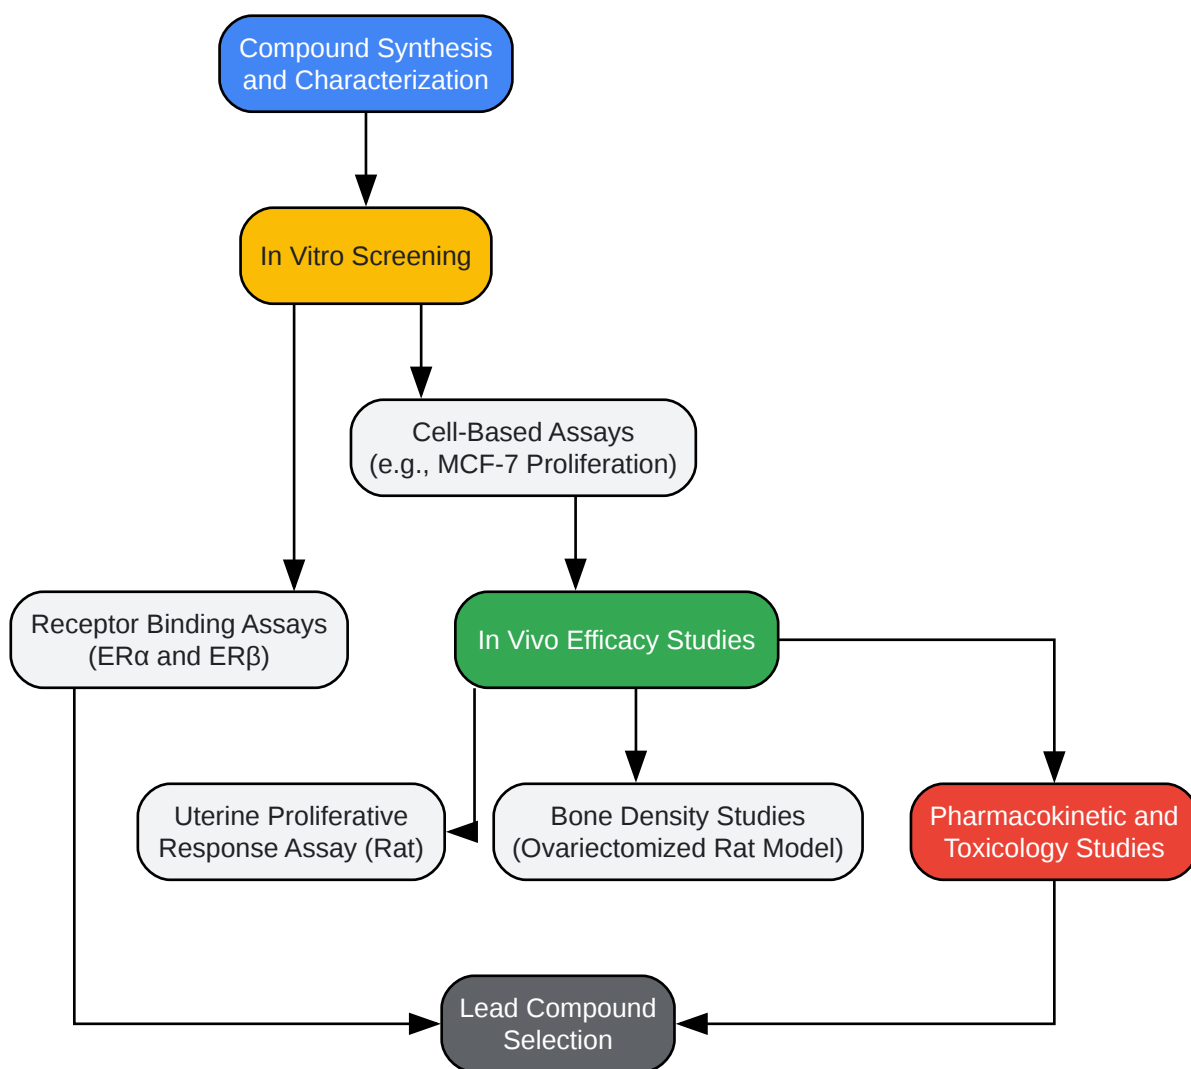 Compound Synthesis
and Characterization
In Vitro Screening
Cell-Based Assays
(e.g., MCF-7 Proliferation)
Receptor Binding Assays
(ERα and ERβ)
In Vivo Efficacy Studies
Uterine Proliferative
Response Assay (Rat)
Bone Density Studies
(Ovariectomized Rat Model)
Pharmacokinetic and
Toxicology Studies
Lead Compound
Selection